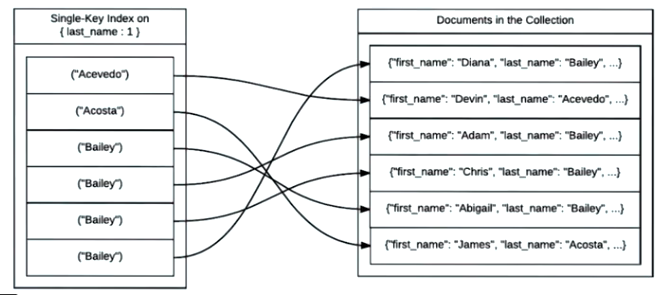 Single-Key Index on
{ last_name : 1 }
("Acevedo")
("Acosta")
("Bailey")
("Bailey")
("Bailey")
("Bailey")
Documents in the Collection
{"first_name": "Diana", "last_name": "Bailey", ...}
{"first_name": "Devin", "last_name": "Acevedo", ...}
{"first_name": "Adam", "last_name": "Bailey", ...}
{"first_name": "Chris", "last_name": "Bailey", ...}
{"first_name": "Abigail", "last_name": "Bailey", ...}
{"first_name": "James", "last_name": "Acosta", ...}